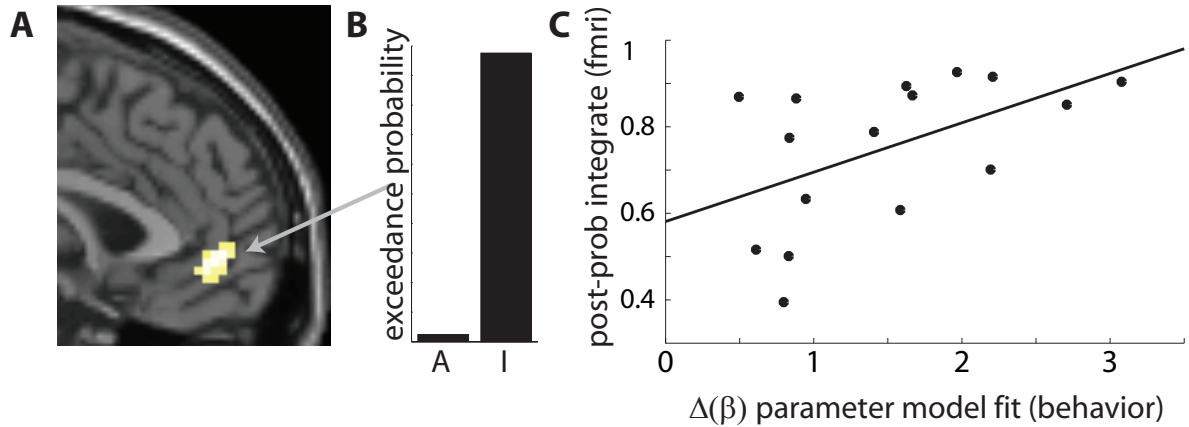 A
B
exceedance probability
A I
C
post-prob integrate (fmri)
1
0.8
0.6
0.4
0 1 2 3
Δ(β) parameter model fit (behavior)